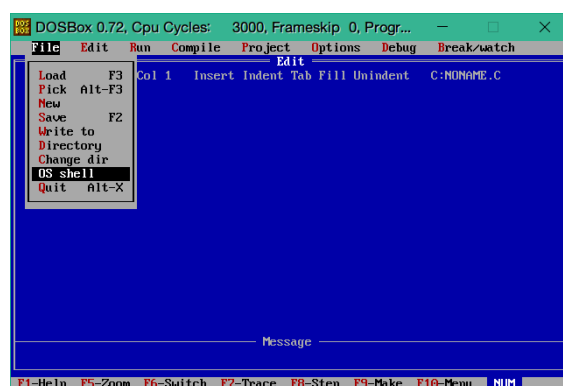 DOSBox 0.72, Cpu Cycles: 3000, Frameskip 0, Progr...
File Edit Run Compile Project Options Debug Break/watch
Edit
Col 1 Insert Indent Tab Fill Unindent C:NONAME.C
Load F3
Pick Alt-F3
New
Save F2
Write to
Directory
Change dir
OS shell
Quit Alt-X
Message
F1-Help F5-Zoom F6-Switch F7-Trace F8-Step F9-Make F10-Menu NUM